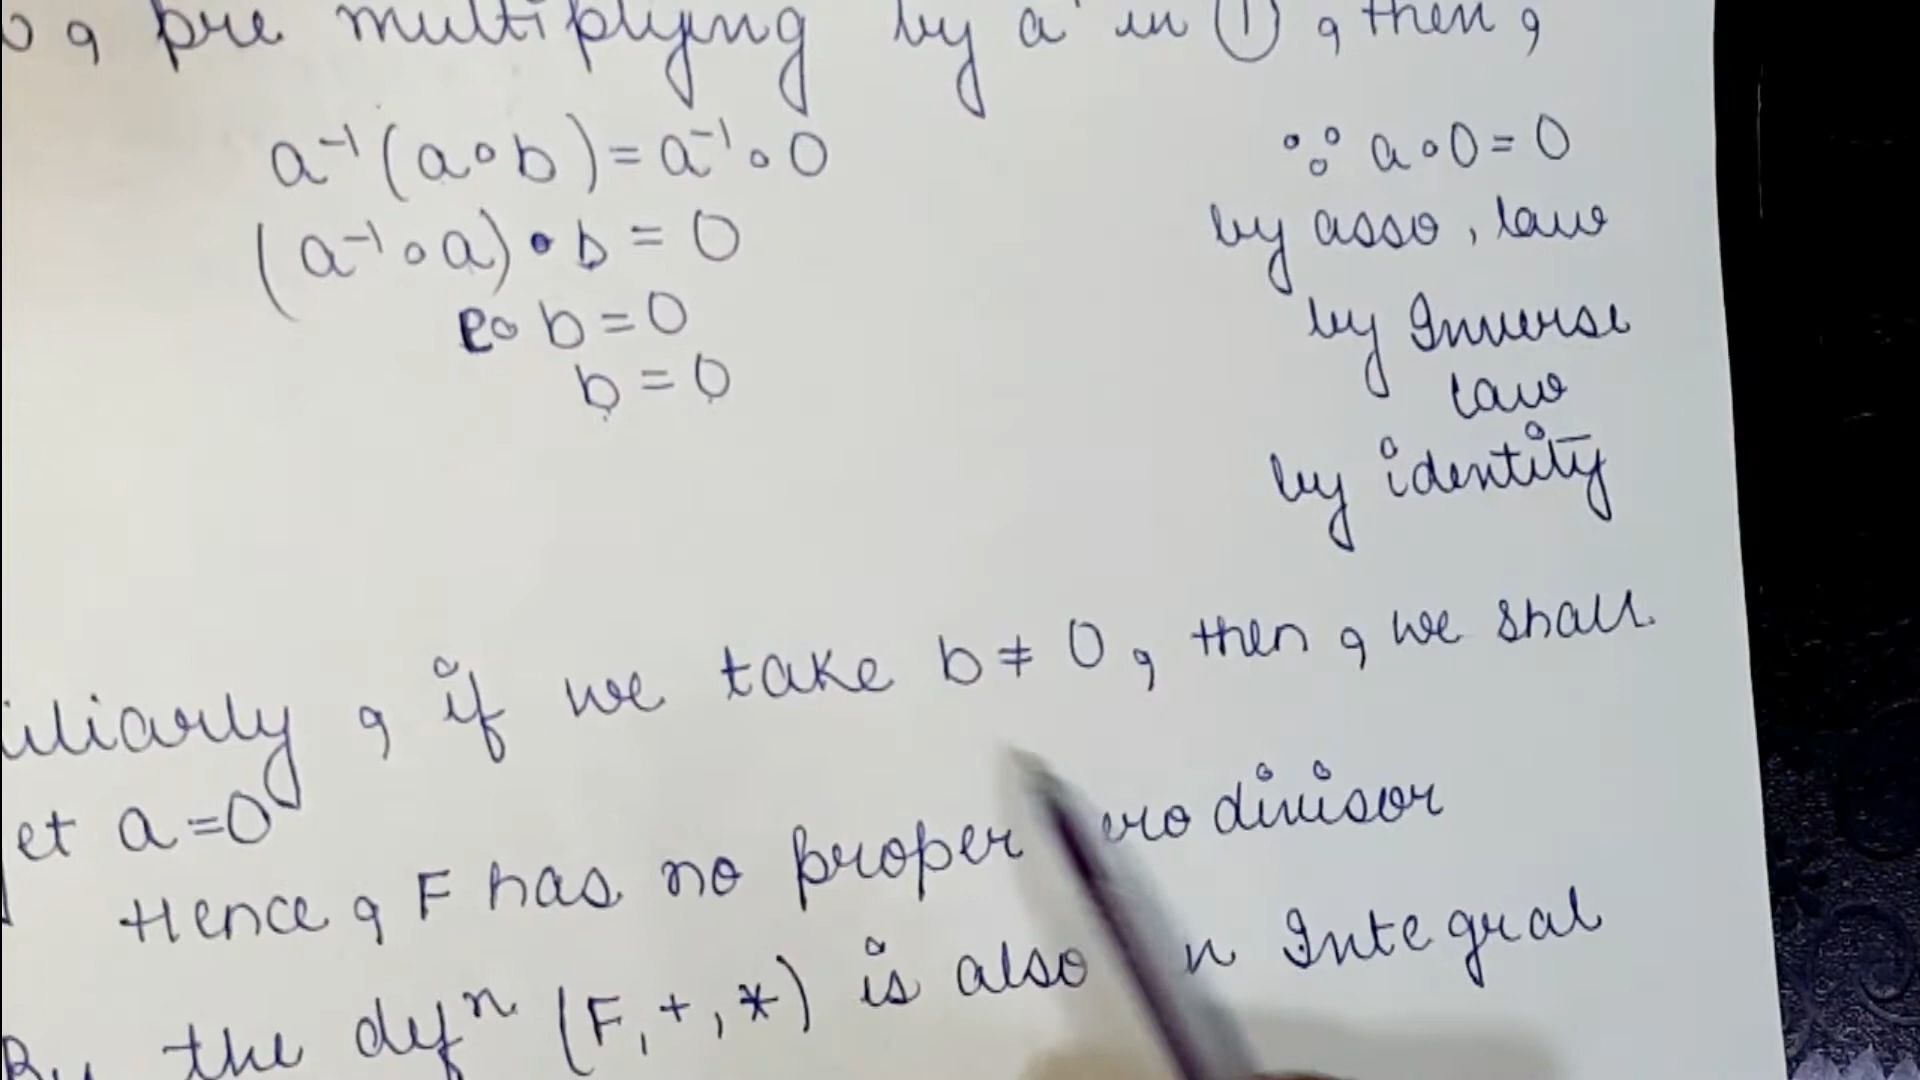 , pre multiplying by a' in ① , then ,
a⁻¹(a∘b) = a⁻¹∘0 ∵ a∘0 = 0
(a⁻¹∘a)•b = 0 by asso, law
e∘b = 0 by Inverse
law
b = 0
by identity
iliarly , if we take b ≠ 0 , then , we shall
et a = 0
Hence , F has no proper divisor
By the defⁿ (F, +, *) is also n Integral